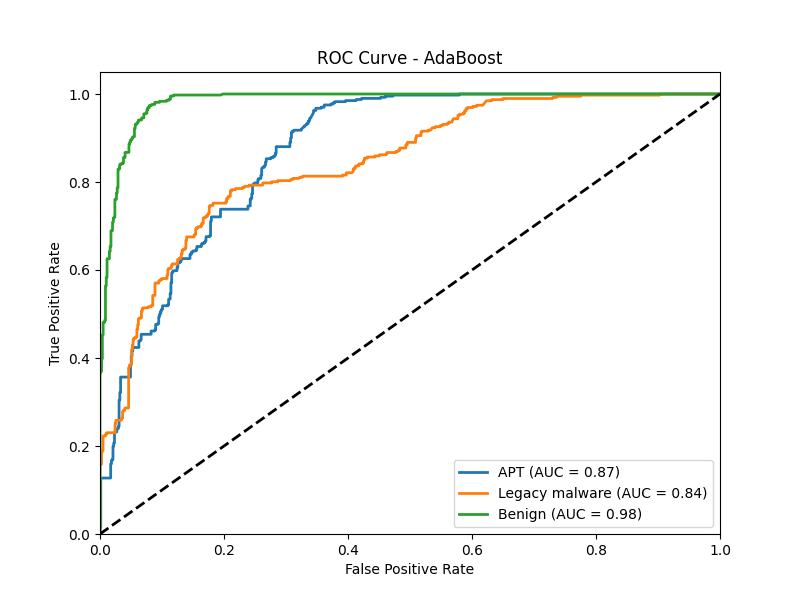 ROC Curve - AdaBoost
True Positive Rate
1.0
0.8
0.6
0.4
0.2
0.0
APT (AUC = 0.87)
Legacy malware (AUC = 0.84)
Benign (AUC = 0.98)
0.0 0.2 0.4 0.6 0.8 1.0
False Positive Rate